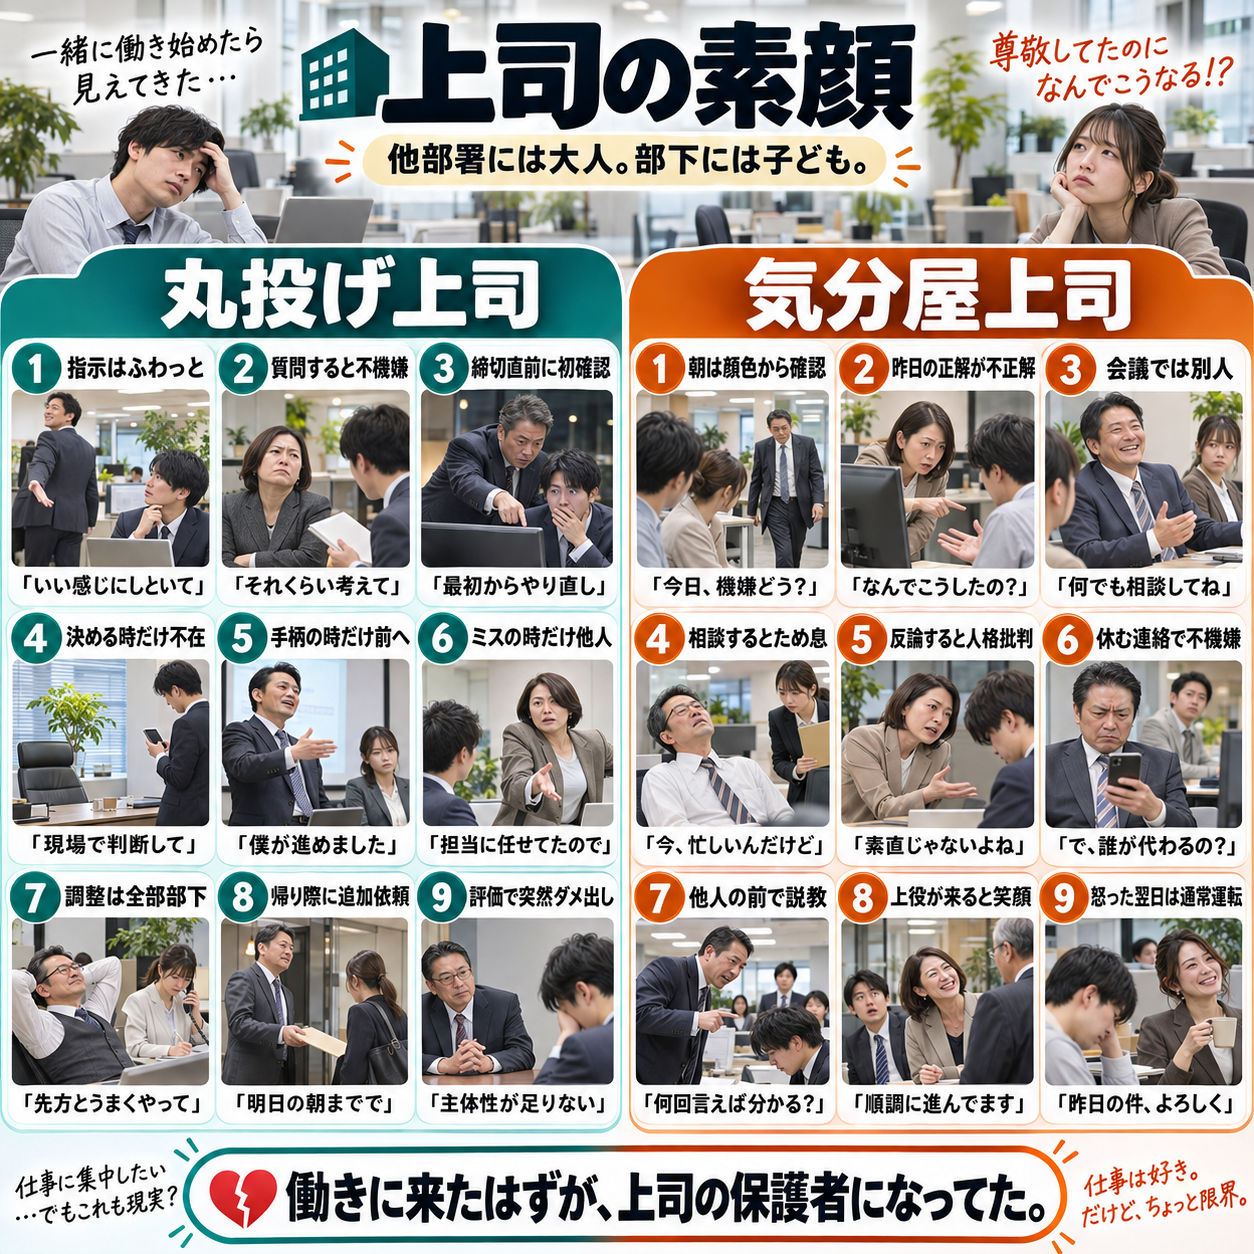 一緒に働き始めたら
見えてきた…
上司の素顔
他部署には大人。部下には子ども。
尊敬してたのに
なんでこうなる!?
丸投げ上司
1 指示はふわっと
「いい感じにしといて」
2 質問すると不機嫌
「それくらい考えて」
3 締切直前に初確認
「最初からやり直し」
4 決める時だけ不在
「現場で判断して」
5 手柄の時だけ前へ
「僕が進めました」
6 ミスの時だけ他人
「担当に任せてたので」
7 調整は全部部下
「先方とうまくやって」
8 帰り際に追加依頼
「明日の朝までで」
9 評価で突然ダメ出し
「主体性が足りない」
気分屋上司
1 朝は顔色から確認
「今日、機嫌どう?」
2 昨日の正解が不正解
「なんでこうしたの?」
3 会議では別人
「何でも相談してね」
4 相談するとため息
「今、忙しいんだけど」
5 反論すると人格批判
「素直じゃないよね」
6 休む連絡で不機嫌
「で、誰が代わるの?」
7 他人の前で説教
「何回言えば分かる?」
8 上役が来ると笑顔
「順調に進んでます」
9 怒った翌日は通常運転
「昨日の件、よろしく」
仕事に集中したい
…でもこれも現実?
働きに来たはずが、上司の保護者になってた。
仕事は好き。
だけど、ちょっと限界。